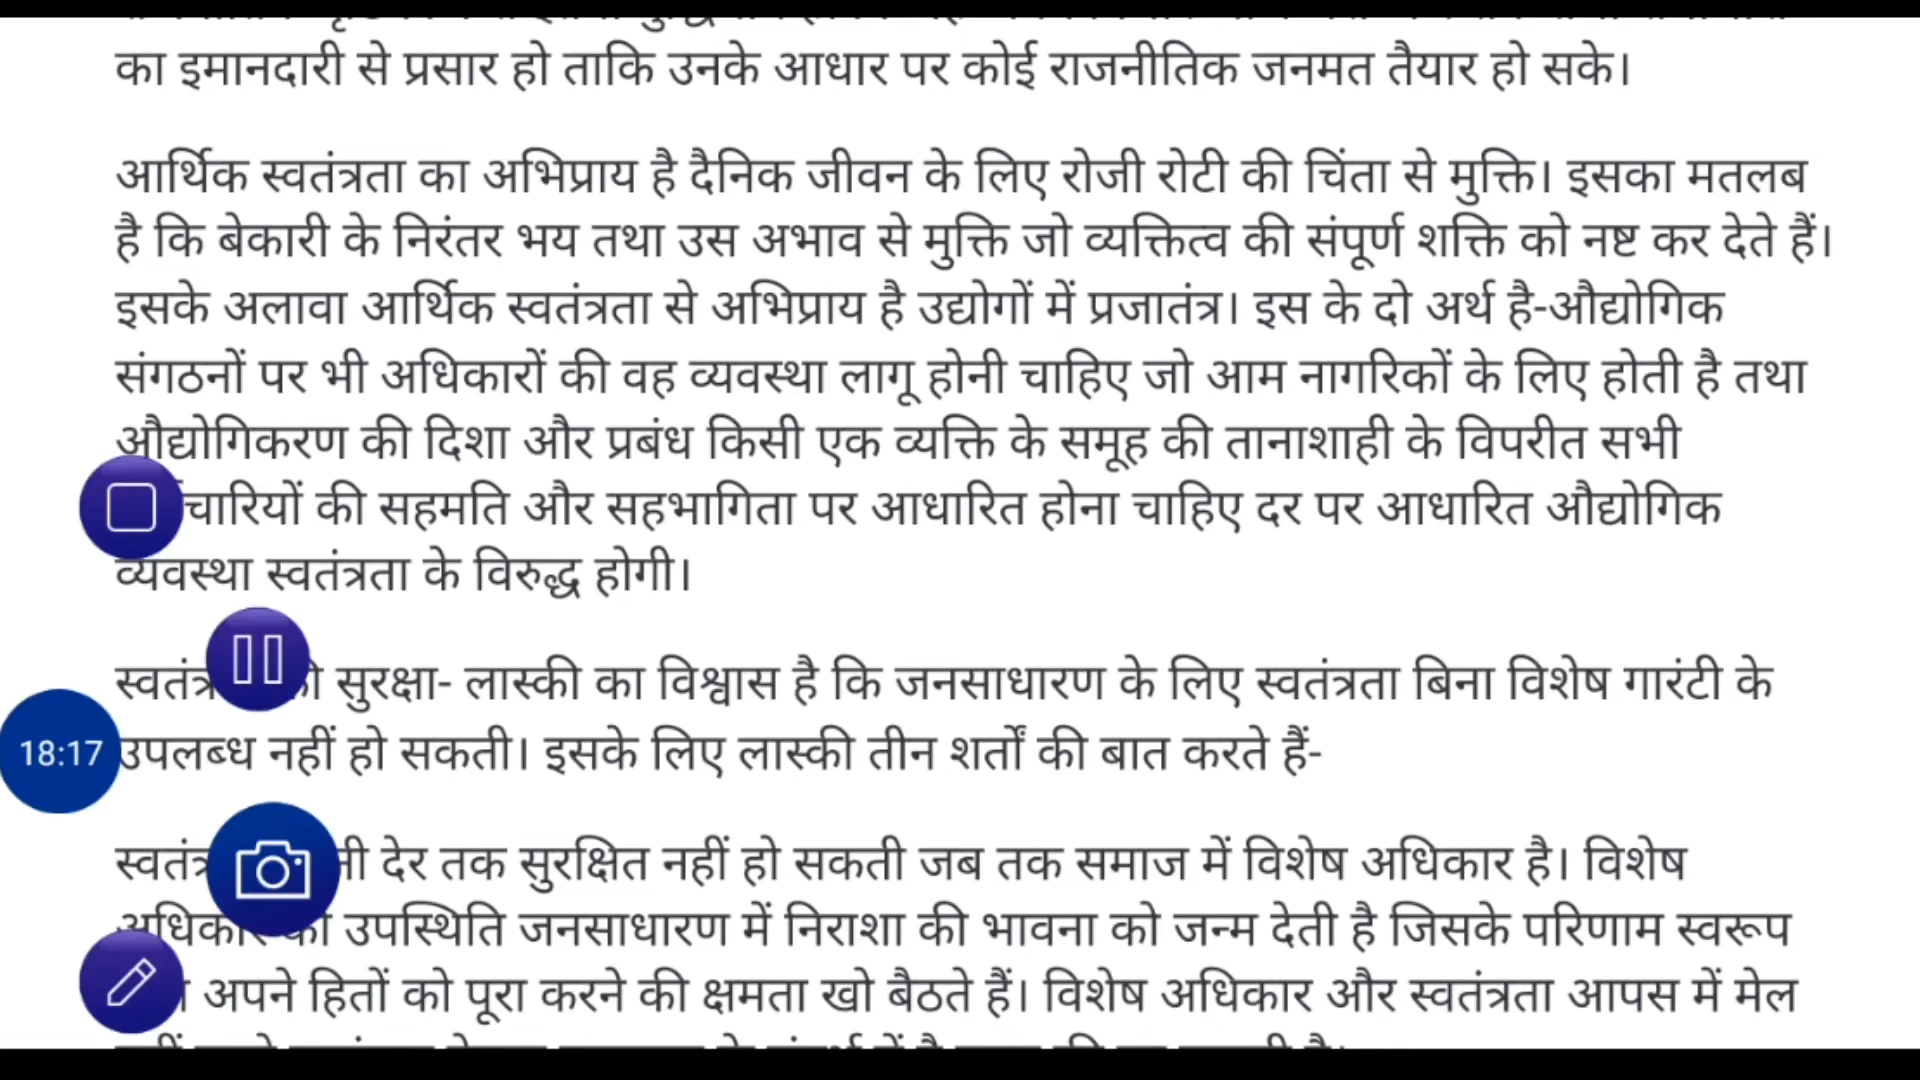 का इमानदारी से प्रसार हो ताकि उनके आधार पर कोई राजनीतिक जनमत तैयार हो सके।
आर्थिक स्वतंत्रता का अभिप्राय है दैनिक जीवन के लिए रोजी रोटी की चिंता से मुक्ति। इसका मतलब
है कि बेकारी के निरंतर भय तथा उस अभाव से मुक्ति जो व्यक्तित्व की संपूर्ण शक्ति को नष्ट कर देते हैं।
इसके अलावा आर्थिक स्वतंत्रता से अभिप्राय है उद्योगों में प्रजातंत्र। इस के दो अर्थ है-औद्योगिक
संगठनों पर भी अधिकारों की वह व्यवस्था लागू होनी चाहिए जो आम नागरिकों के लिए होती है तथा
औद्योगिकरण की दिशा और प्रबंध किसी एक व्यक्ति के समूह की तानाशाही के विपरीत सभी
चारियों की सहमति और सहभागिता पर आधारित होना चाहिए दर पर आधारित औद्योगिक
व्यवस्था स्वतंत्रता के विरुद्ध होगी।
सुरक्षा- लास्की का विश्वास है कि जनसाधारण के लिए स्वतंत्रता बिना विशेष गारंटी के
18:17 उपलब्ध नहीं हो सकती। इसके लिए लास्की तीन शर्तों की बात करते हैं-
देर तक सुरक्षित नहीं हो सकती जब तक समाज में विशेष अधिकार है। विशेष
उपस्थिति जनसाधारण में निराशा की भावना को जन्म देती है जिसके परिणाम स्वरूप
अपने हितों को पूरा करने की क्षमता खो बैठते हैं। विशेष अधिकार और स्वतंत्रता आपस में मेल